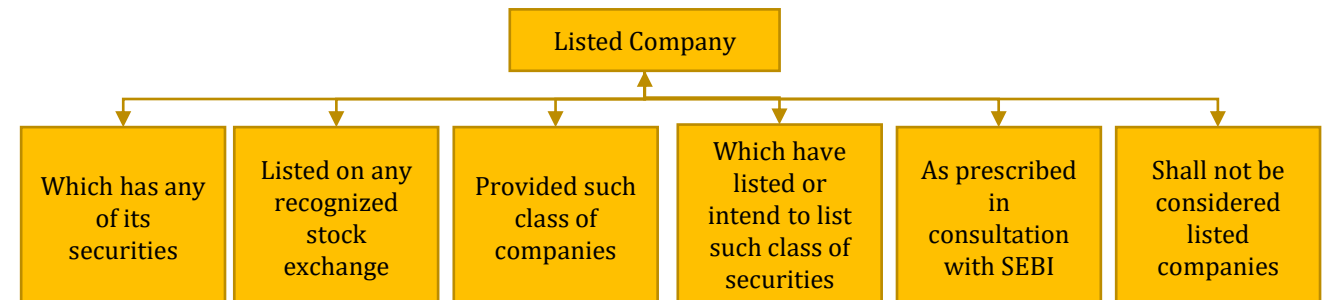 Listed Company
Which has any
of its
securities
Listed on any
recognized
stock
exchange
Provided such
class of
companies
Which have
listed or
intend to list
such class of
securities
As prescribed
in
consultation
with SEBI
Shall not be
considered
listed
companies